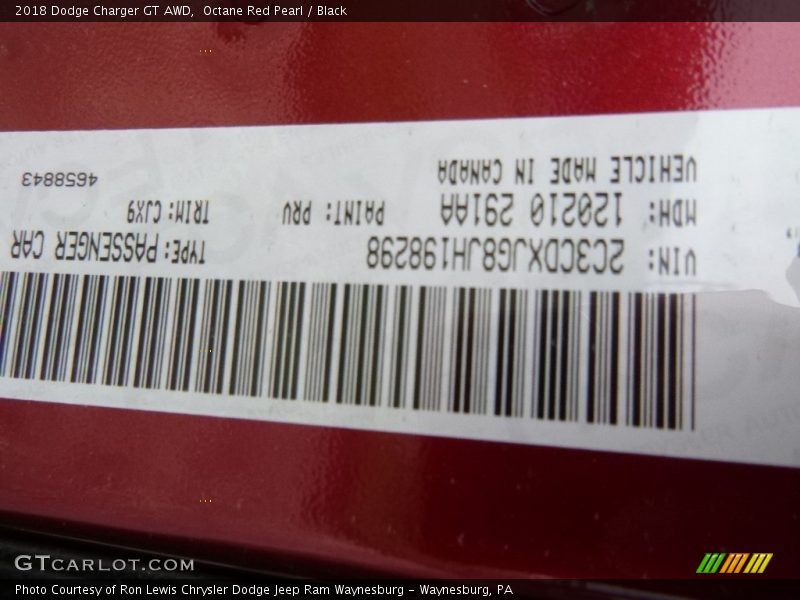 2018 Dodge Charger GT AWD,  Octane Red Pearl / Black
VIN: 2C3CDXJG8JH198298 TYPE: PASSENGER CAR
MDH: 120210 291AA PAINT: PRV TRIM: CJX9
VEHICLE MADE IN CANADA 4658843
GTCARLOT.COM
Photo Courtesy of Ron Lewis Chrysler Dodge Jeep Ram Waynesburg – Waynesburg, PA